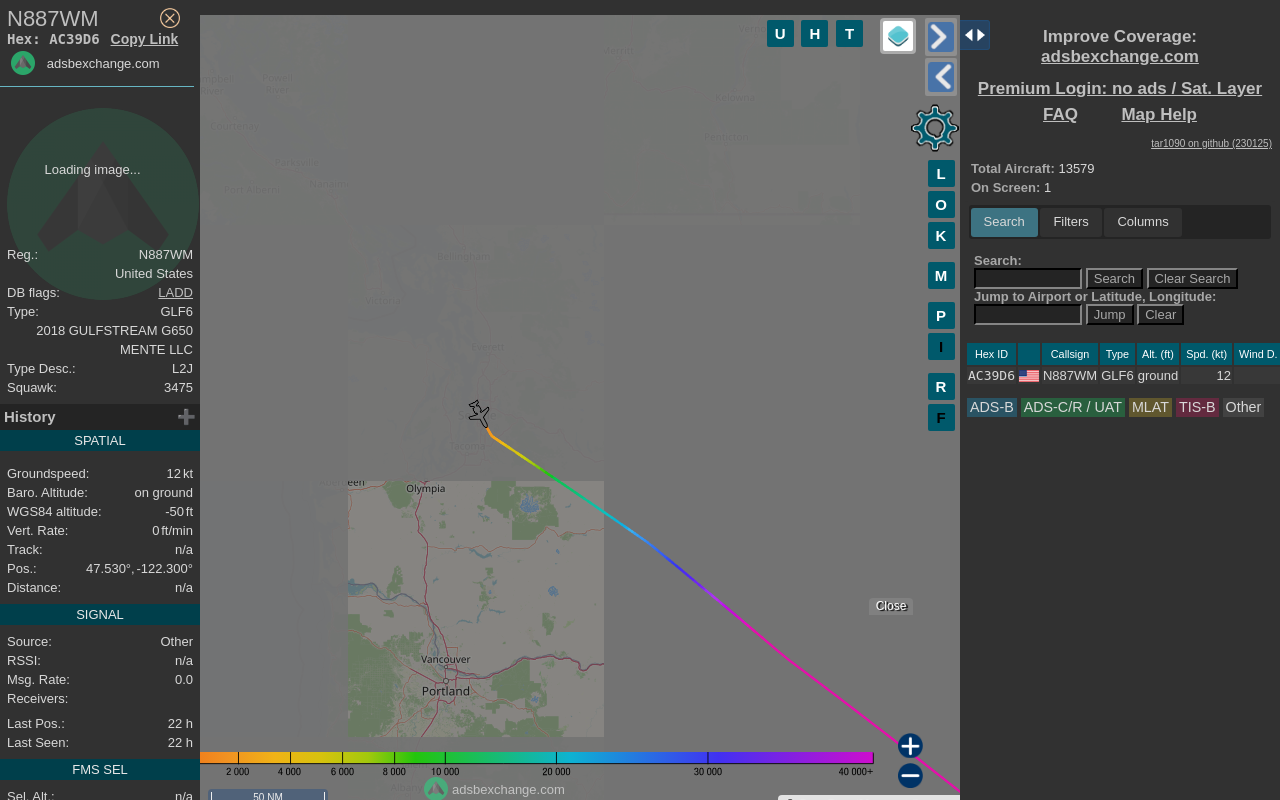 N887WM
Hex: AC39D6 Copy Link
adsbexchange.com
Loading image...
Reg.: N887WM
United States
DB flags: LADD
Type: GLF6
2018 GULFSTREAM G650
MENTE LLC
Type Desc.: L2J
Squawk: 3475
History
SPATIAL
Groundspeed: 12 kt
Baro. Altitude: on ground
WGS84 altitude: -50 ft
Vert. Rate: 0 ft/min
Track: n/a
Pos.: 47.530°, -122.300°
Distance: n/a
SIGNAL
Source: Other
RSSI: n/a
Msg. Rate: 0.0
Receivers:
Last Pos.: 22 h
Last Seen: 22 h
FMS SEL
Sel. Alt.: n/a
U H T
L
O
K
M
P
I
R
F
Bellingham
Victoria
Everett
Tacoma
Olympia
Vancouver
Portland
Close
2 000 4 000 6 000 8 000 10 000 20 000 30 000 40 000+
adsbexchange.com
50 NM
Improve Coverage:
adsbexchange.com
Premium Login: no ads / Sat. Layer
FAQ Map Help
tar1090 on github (230125)
Total Aircraft: 13579
On Screen: 1
Search Filters Columns
Search:
Search Clear Search
Jump to Airport or Latitude, Longitude:
Jump Clear
Hex ID Callsign Type Alt. (ft) Spd. (kt) Wind D.
AC39D6 N887WM GLF6 ground 12
ADS-B ADS-C/R / UAT MLAT TIS-B Other